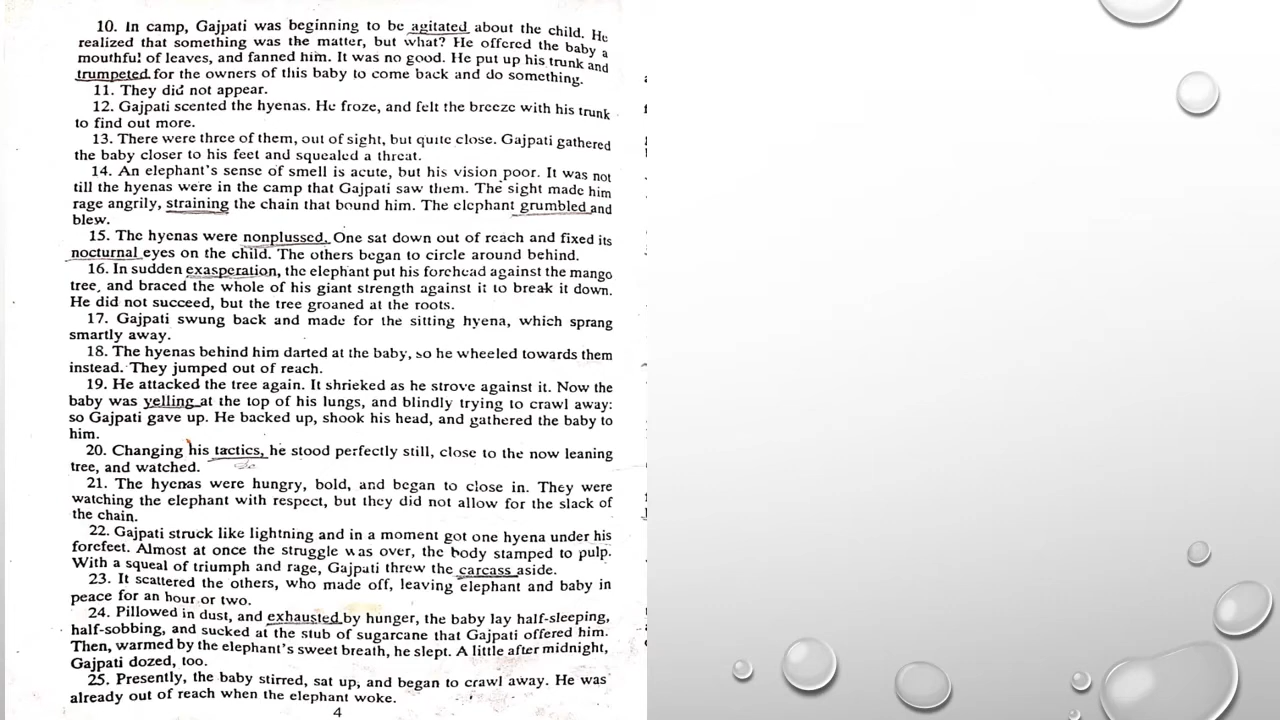 10. In camp, Gajpati was beginning to be agitated about the child. He
realized that something was the matter, but what? He offered the baby a
mouthful of leaves, and fanned him. It was no good. He put up his trunk and
trumpeted for the owners of this baby to come back and do something.
11. They did not appear.
12. Gajpati scented the hyenas. He froze, and felt the breeze with his trunk
to find out more.
13. There were three of them, out of sight, but quite close. Gajpati gathered
the baby closer to his feet and squealed a threat.
14. An elephant's sense of smell is acute, but his vision poor. It was not
till the hyenas were in the camp that Gajpati saw them. The sight made him
rage angrily, straining the chain that bound him. The elephant grumbled and
blew.
15. The hyenas were nonplussed. One sat down out of reach and fixed its
nocturnal eyes on the child. The others began to circle around behind.
16. In sudden exasperation, the elephant put his forehead against the mango
tree, and braced the whole of his giant strength against it to break it down.
He did not succeed, but the tree groaned at the roots.
17. Gajpati swung back and made for the sitting hyena, which sprang
smartly away.
18. The hyenas behind him darted at the baby, so he wheeled towards them
instead. They jumped out of reach.
19. He attacked the tree again. It shrieked as he strove against it. Now the
baby was yelling at the top of his lungs, and blindly trying to crawl away:
so Gajpati gave up. He backed up, shook his head, and gathered the baby to
him.
20. Changing his tactics, he stood perfectly still, close to the now leaning
tree, and watched.
21. The hyenas were hungry, bold, and began to close in. They were
watching the elephant with respect, but they did not allow for the slack of
the chain.
22. Gajpati struck like lightning and in a moment got one hyena under his
forefeet. Almost at once the struggle was over, the body stamped to pulp.
With a squeal of triumph and rage, Gajpati threw the carcass aside.
23. It scattered the others, who made off, leaving elephant and baby in
peace for an hour or two.
24. Pillowed in dust, and exhausted by hunger, the baby lay half-sleeping,
half-sobbing, and sucked at the stub of sugarcane that Gajpati offered him.
Then, warmed by the elephant's sweet breath, he slept. A little after midnight,
Gajpati dozed, too.
25. Presently, the baby stirred, sat up, and began to crawl away. He was
already out of reach when the elephant woke.
4